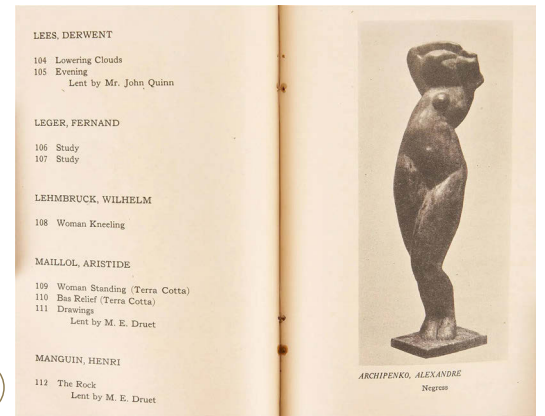 LEES, DERWENT
104 Lowering Clouds
105 Evening
Lent by Mr. John Quinn
LEGER, FERNAND
106 Study
107 Study
LEHMBRUCK, WILHELM
108 Woman Kneeling
MAILLOL, ARISTIDE
109 Woman Standing (Terra Cotta)
110 Bas Relief (Terra Cotta)
111 Drawings
Lent by M. E. Druet
MANGUIN, HENRI
112 The Rock
Lent by M. E. Druet
ARCHIPENKO, ALEXANDRE
Negress